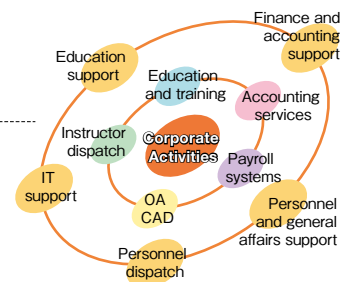 Finance and
accounting
support
Education
support
Education
and training
Accounting
services
Instructor
dispatch
Corporate
Activities
Payroll
systems
IT
support
OA
CAD
Personnel
and general
affairs support
Personnel
dispatch